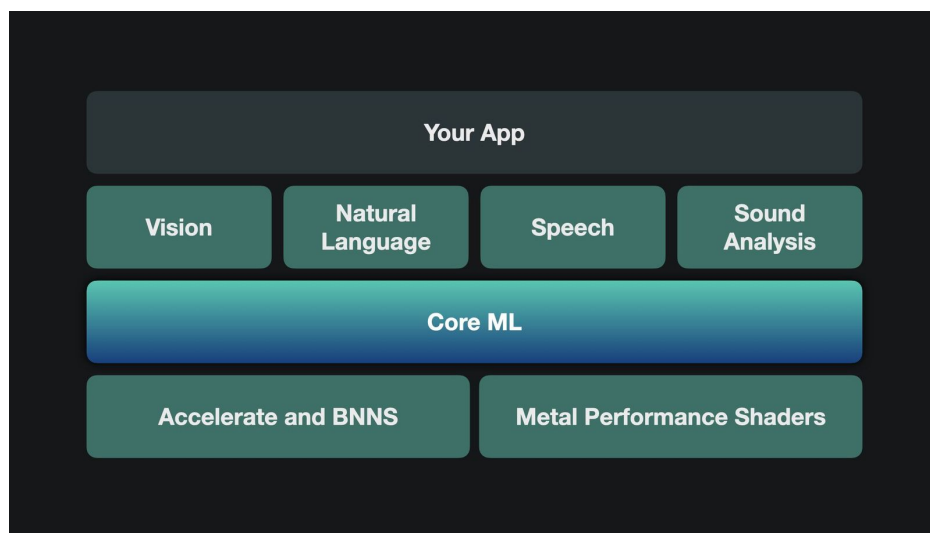 Your App
Vision
Natural
Language
Speech
Sound
Analysis
Core ML
Accelerate and BNNS
Metal Performance Shaders